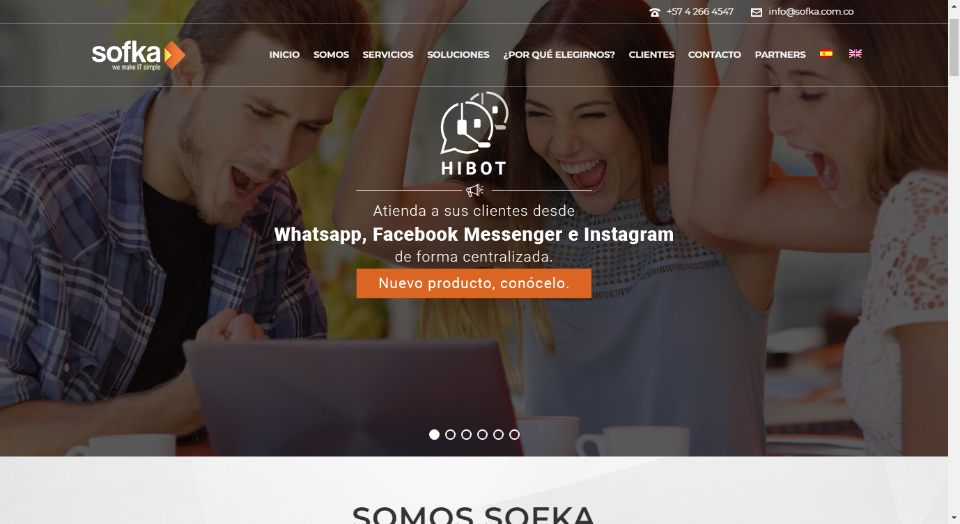 +57 4 266 4547 info@sofka.com.co
sofka
we make IT simple
INICIO SOMOS SERVICIOS SOLUCIONES ¿POR QUÉ ELEGIRNOS? CLIENTES CONTACTO PARTNERS
HIBOT
Atienda a sus clientes desde
Whatsapp, Facebook Messenger e Instagram
de forma centralizada.
Nuevo producto, conócelo.
SOMOS SOFKA